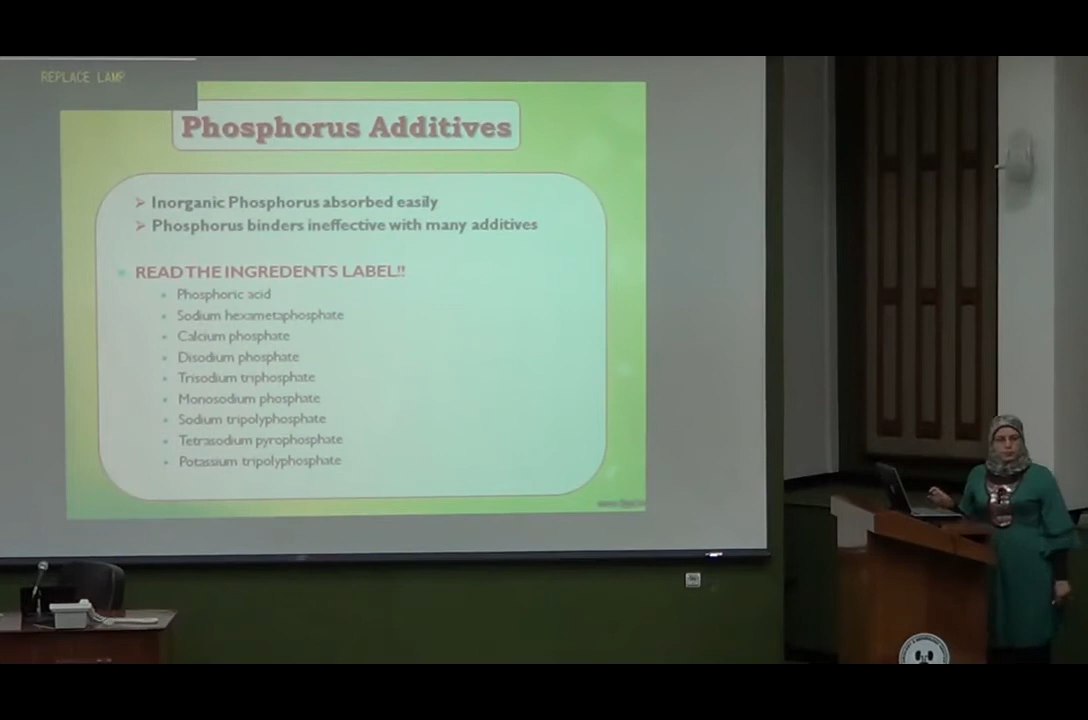 REPLACE LAMP
Phosphorus Additives
Inorganic Phosphorus absorbed easily
Phosphorus binders ineffective with many additives
READ THE INGREDENTS LABEL!!
Phosphoric acid
Sodium hexametaphosphate
Calcium phosphate
Disodium phosphate
Trisodium triphosphate
Monosodium phosphate
Sodium tripolyphosphate
Tetrasodium pyrophosphate
Potassium tripolyphosphate